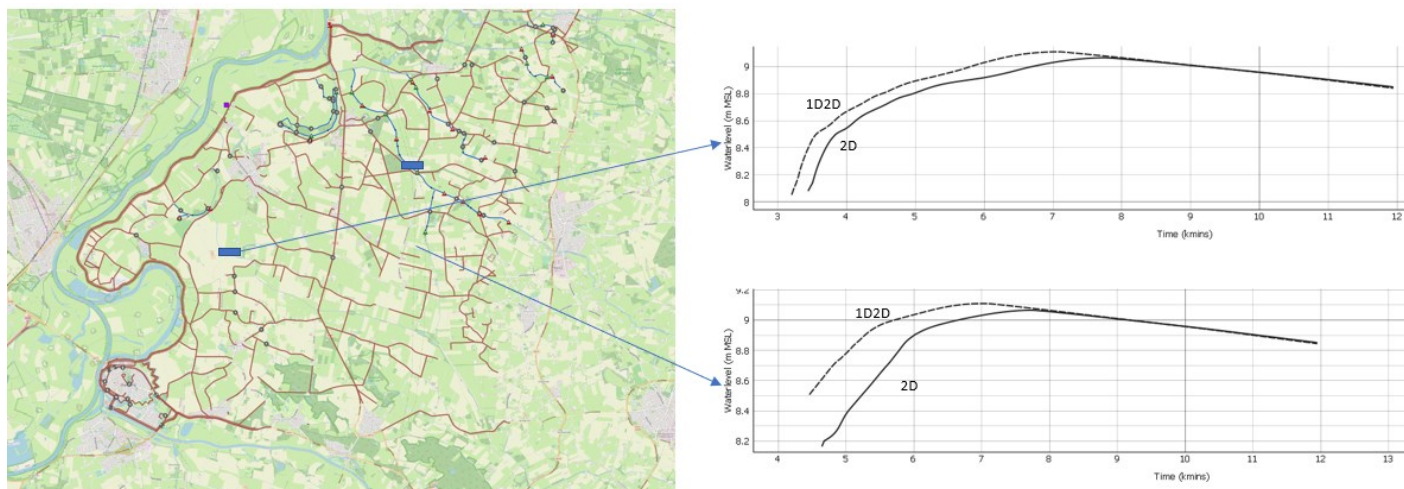 9
8.8
8.6
8.4
8.2
8
Waterlevel (m MSL)
1D2D
2D
3 4 5 6 7 8 9 10 11 12
Time (kmins)
9.2
9
8.8
8.6
8.4
8.2
Waterlevel (m MSL)
1D2D
2D
4 5 6 7 8 9 10 11 12 13
Time (kmins)